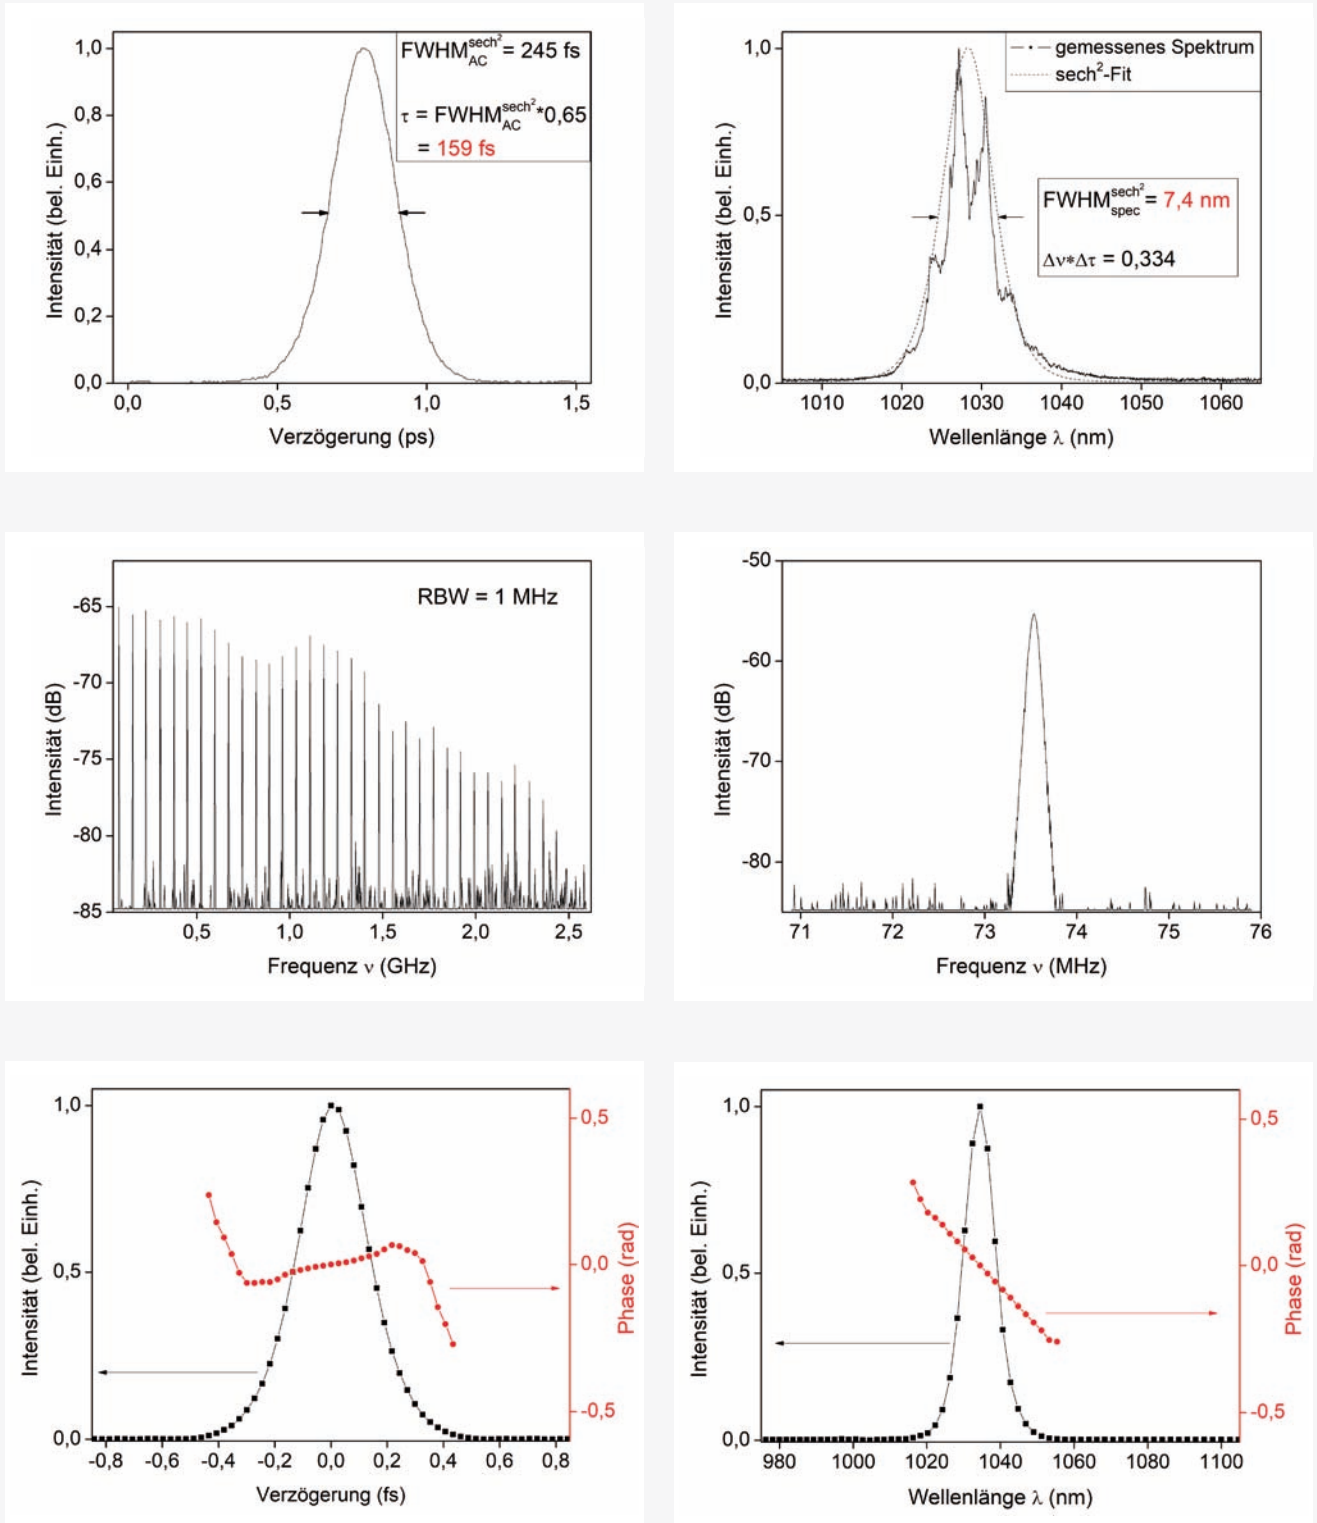 FWHM sech² AC = 245 fs
τ = FWHM sech² AC *0,65
= 159 fs
1,0
0,8
0,6
0,4
0,2
0,0
Intensität (bel. Einh.)
0,0 0,5 1,0 1,5
Verzögerung (ps)
gemessenes Spektrum
sech²-Fit
FWHM sech² spec = 7,4 nm
Δν*Δτ = 0,334
1,0
0,5
0,0
Intensität (bel. Einh.)
1010 1020 1030 1040 1050 1060
Wellenlänge λ (nm)
RBW = 1 MHz
-65
-70
-75
-80
-85
Intensität (dB)
0,5 1,0 1,5 2,0 2,5
Frequenz ν (GHz)
-50
-60
-70
-80
Intensität (dB)
71 72 73 74 75 76
Frequenz ν (MHz)
1,0
0,5
0,0
Intensität (bel. Einh.)
0,5
0,0
-0,5
Phase (rad)
-0,8 -0,6 -0,4 -0,2 0,0 0,2 0,4 0,6 0,8
Verzögerung (fs)
1,0
0,5
0,0
Intensität (bel. Einh.)
0,5
0,0
-0,5
Phase (rad)
980 1000 1020 1040 1060 1080 1100
Wellenlänge λ (nm)